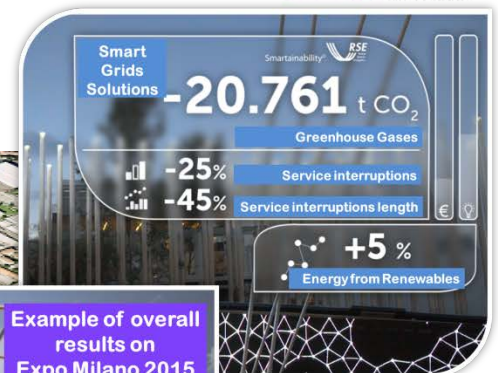 Smart
Grids
Solutions
Smartainability®
RSE
-20.761 t CO2
Greenhouse Gases
-25% Service interruptions
-45% Service interruptions length
€
+5 %
Energy from Renewables
Example of overall
results on
Expo Milano 2015